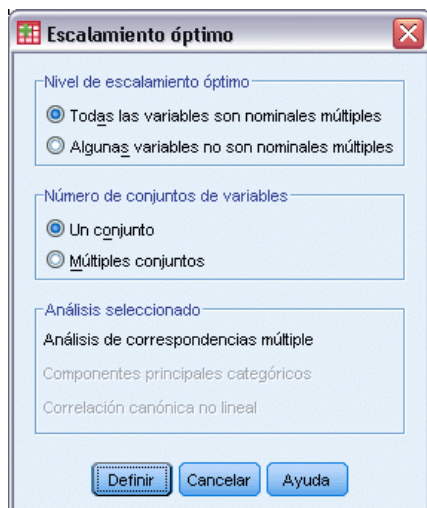 Escalamiento óptimo
Nivel de escalamiento óptimo
Todas las variables son nominales múltiples
Algunas variables no son nominales múltiples
Número de conjuntos de variables
Un conjunto
Múltiples conjuntos
Análisis seleccionado
Análisis de correspondencias múltiple
Componentes principales categóricos
Correlación canónica no lineal
Definir Cancelar Ayuda